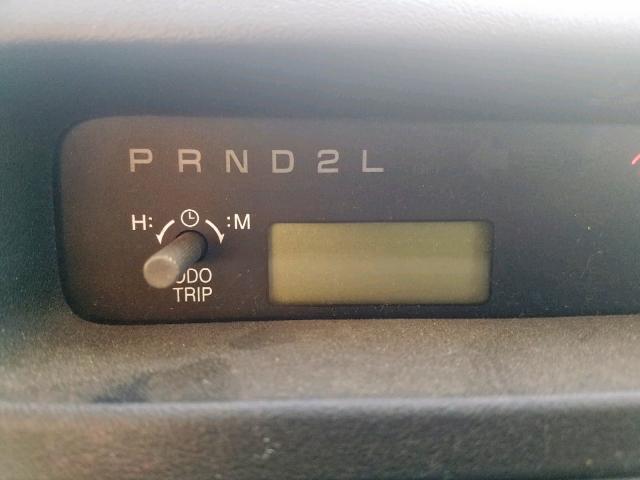 P R N D 2 L
H: :M
ODO
TRIP